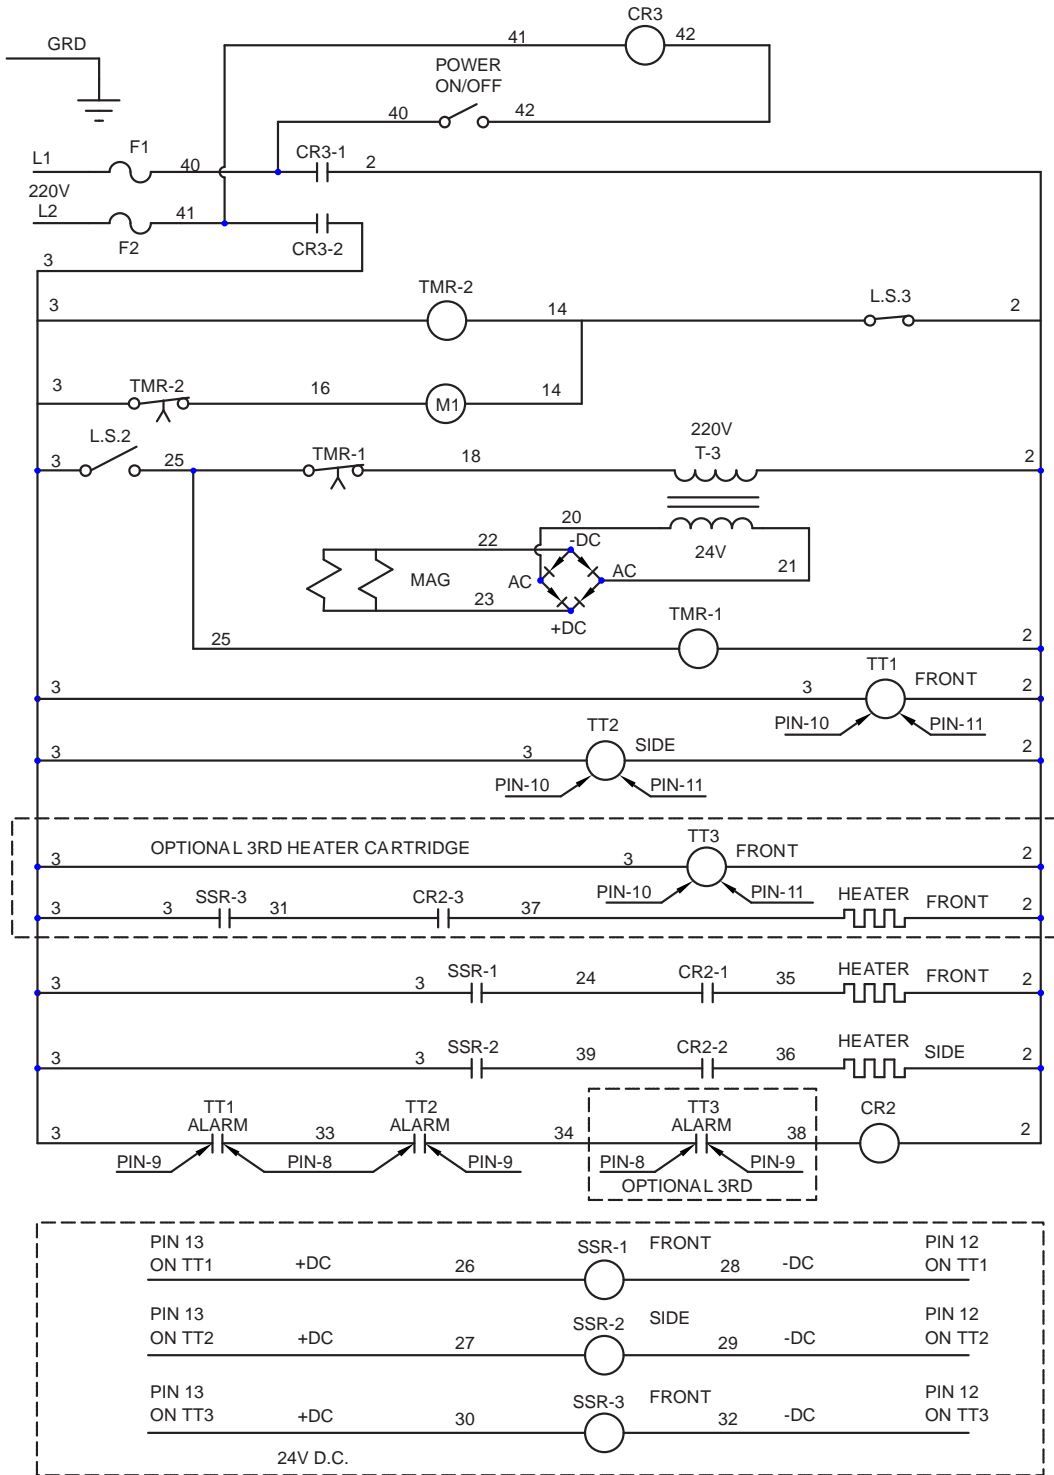 CR3
GRD
41
42
POWER
ON/OFF
40
42
L1
F1
40
CR3-1
2
220V
L2
41
F2
CR3-2
3
TMR-2
3
14
L.S.3
2
3
TMR-2
16
M1
14
L.S.2
3
25
TMR-1
18
220V
T-3
2
20
-DC
24V
22
21
AC
AC
MAG
23
+DC
TMR-1
25
2
TT1
FRONT
3
3
2
PIN-10
PIN-11
TT2
SIDE
3
3
2
PIN-10
PIN-11
TT3
OPTIONAL 3RD HEATER CARTRIDGE
FRONT
3
3
2
PIN-10
PIN-11
SSR-3
CR2-3
HEATER
FRONT
3
3
31
37
2
SSR-1
CR2-1
HEATER
FRONT
3
3
24
35
2
SSR-2
CR2-2
HEATER
SIDE
3
3
39
36
2
TT1
ALARM
TT2
ALARM
TT3
ALARM
CR2
3
33
34
38
2
PIN-9
PIN-8
PIN-9
PIN-8
PIN-9
OPTIONAL 3RD
PIN 13
ON TT1
+DC
26
SSR-1
FRONT
28
-DC
PIN 12
ON TT1
PIN 13
ON TT2
+DC
27
SSR-2
SIDE
29
-DC
PIN 12
ON TT2
PIN 13
ON TT3
+DC
30
SSR-3
FRONT
32
-DC
PIN 12
ON TT3
24V D.C.